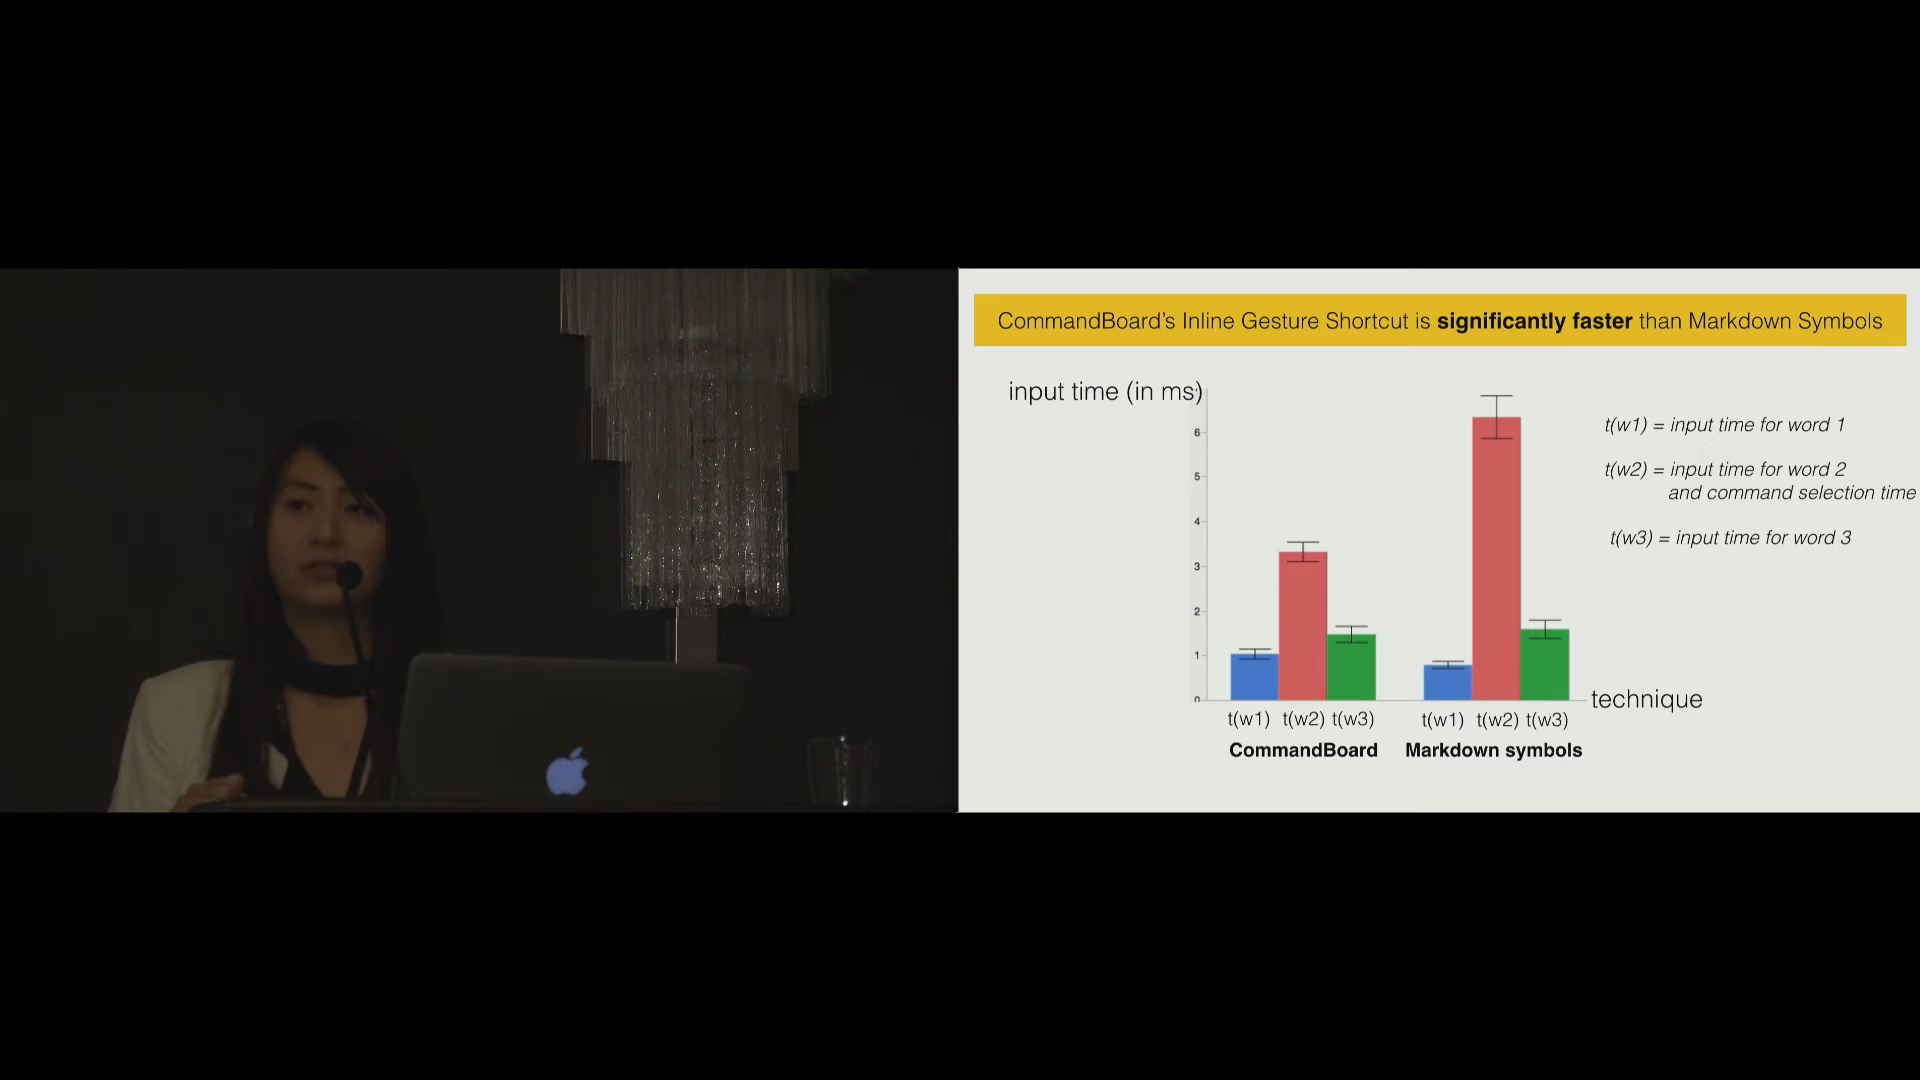 CommandBoard's Inline Gesture Shortcut is significantly faster than Markdown Symbols
input time (in ms)
6
5
4
3
2
1
0
t(w1) = input time for word 1
t(w2) = input time for word 2
and command selection time
t(w3) = input time for word 3
technique
t(w1) t(w2) t(w3)
t(w1) t(w2) t(w3)
CommandBoard
Markdown symbols